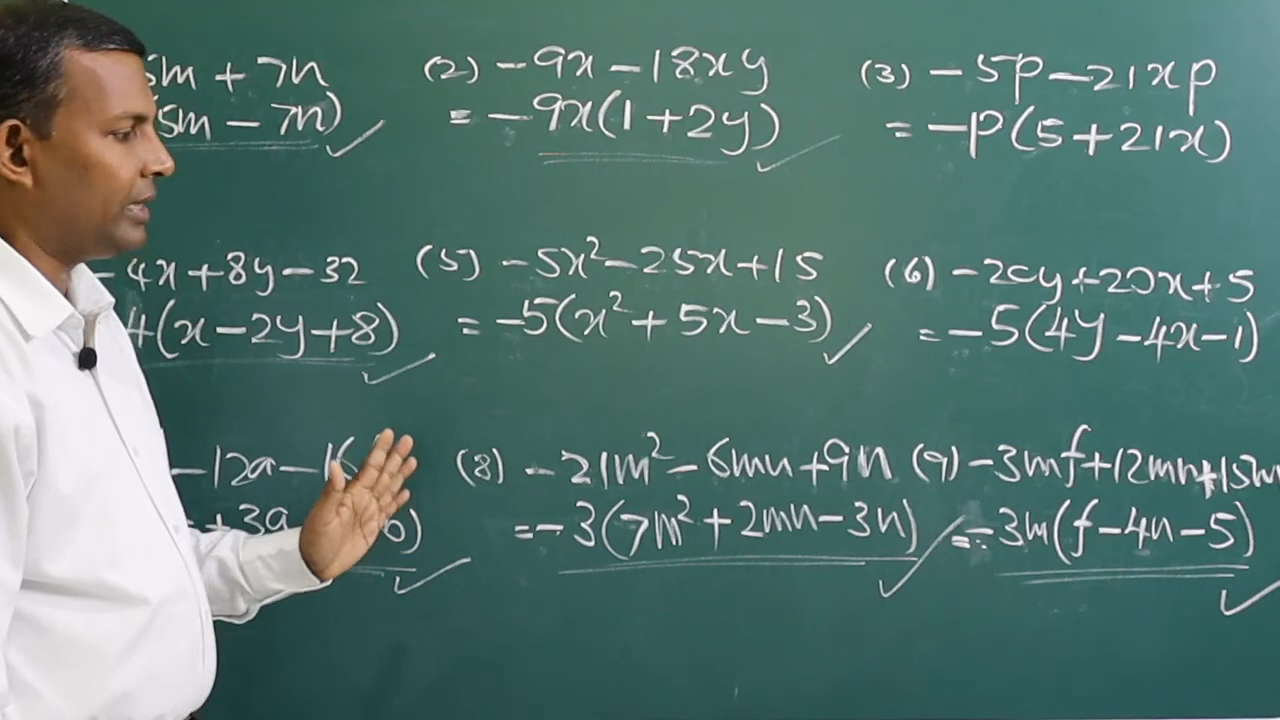 5m + 7n (2) -9x - 18xy (3) -5p - 21xp
(5m - 7n) = -9x(1 + 2y) = -p(5 + 21x)
- 4x + 8y - 32 (5) -5x² - 25x + 15 (6) -20y + 20x + 5
4(x - 2y + 8) = -5(x² + 5x - 3) = -5(4y - 4x - 1)
- 12a - 16 (8) -21m² - 6mn + 9n (9) -3mf + 12mn + 15m
+ 3a = -3(7m² + 2mn - 3n) = -3m(f - 4n - 5)